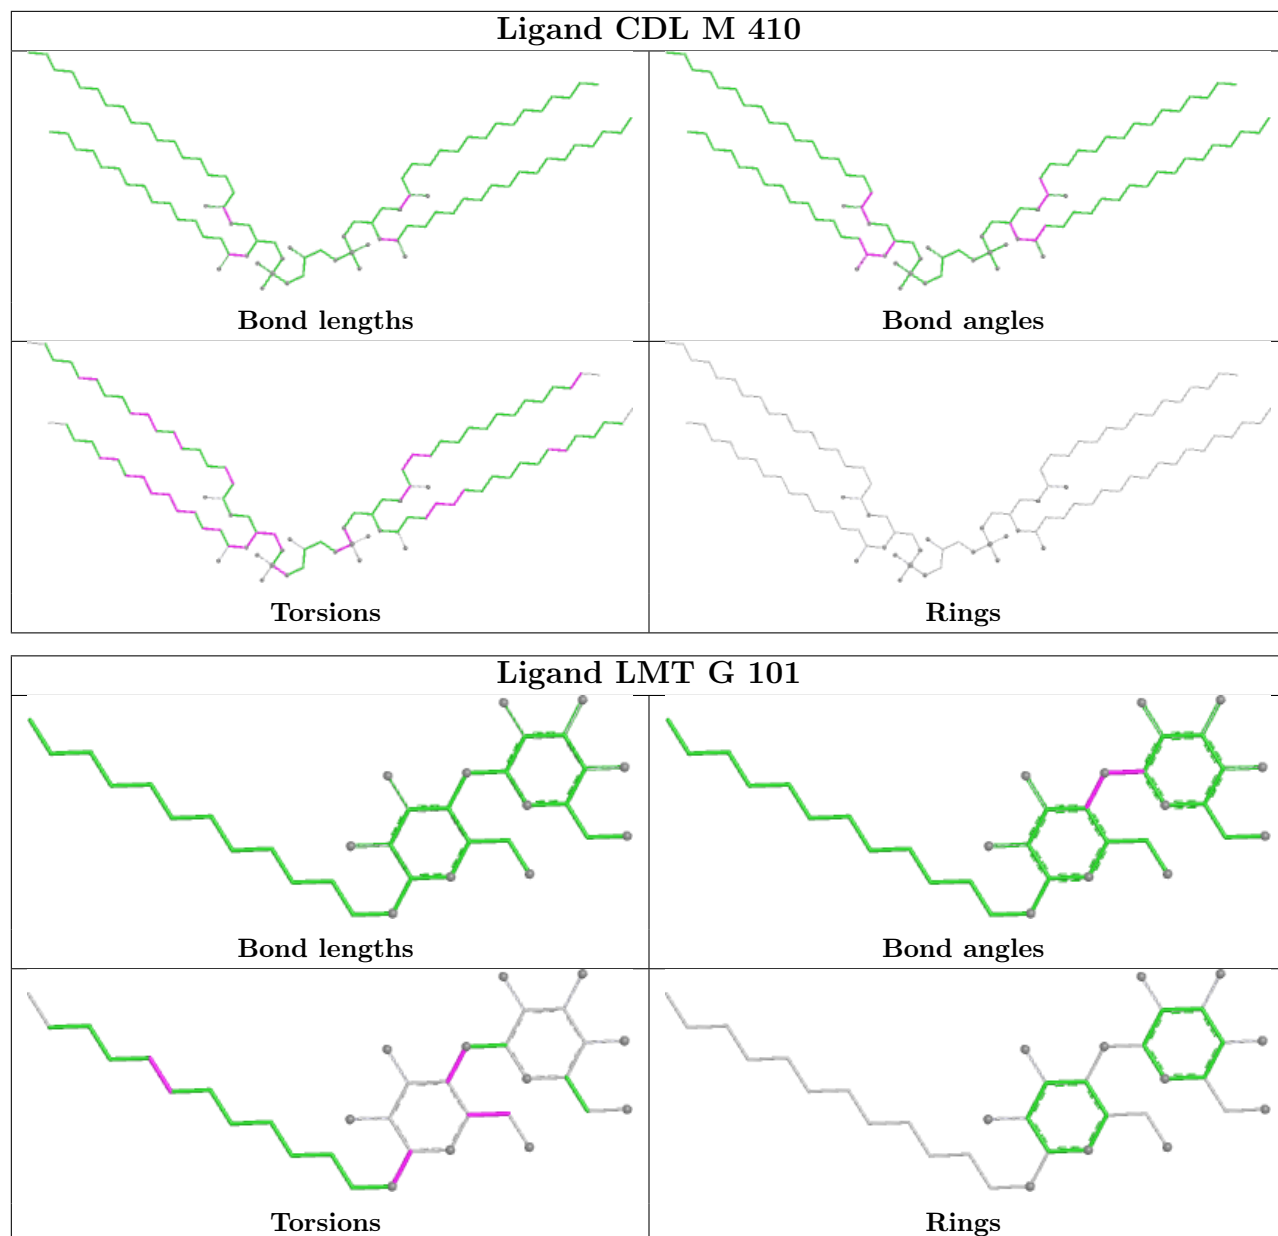 Ligand CDL M 410
Bond lengths
Bond angles
Torsions
Rings
Ligand LMT G 101
Bond lengths
Bond angles
Torsions
Rings